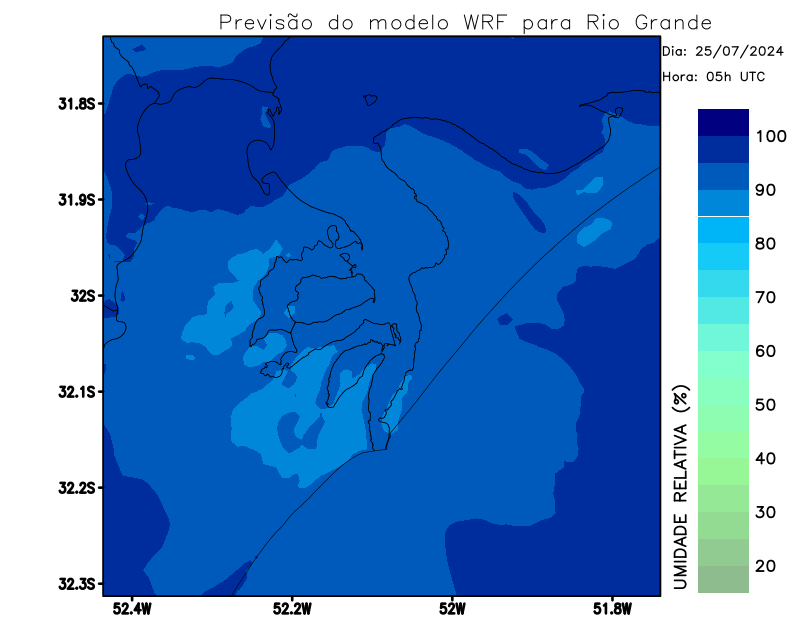 Previsão do modelo WRF para Rio Grande
Dia: 25/07/2024
Hora: 05h UTC
31.8S
31.9S
32S
32.1S
32.2S
32.3S
52.4W
52.2W
52W
51.8W
UMIDADE RELATIVA (%)
100
90
80
70
60
50
40
30
20